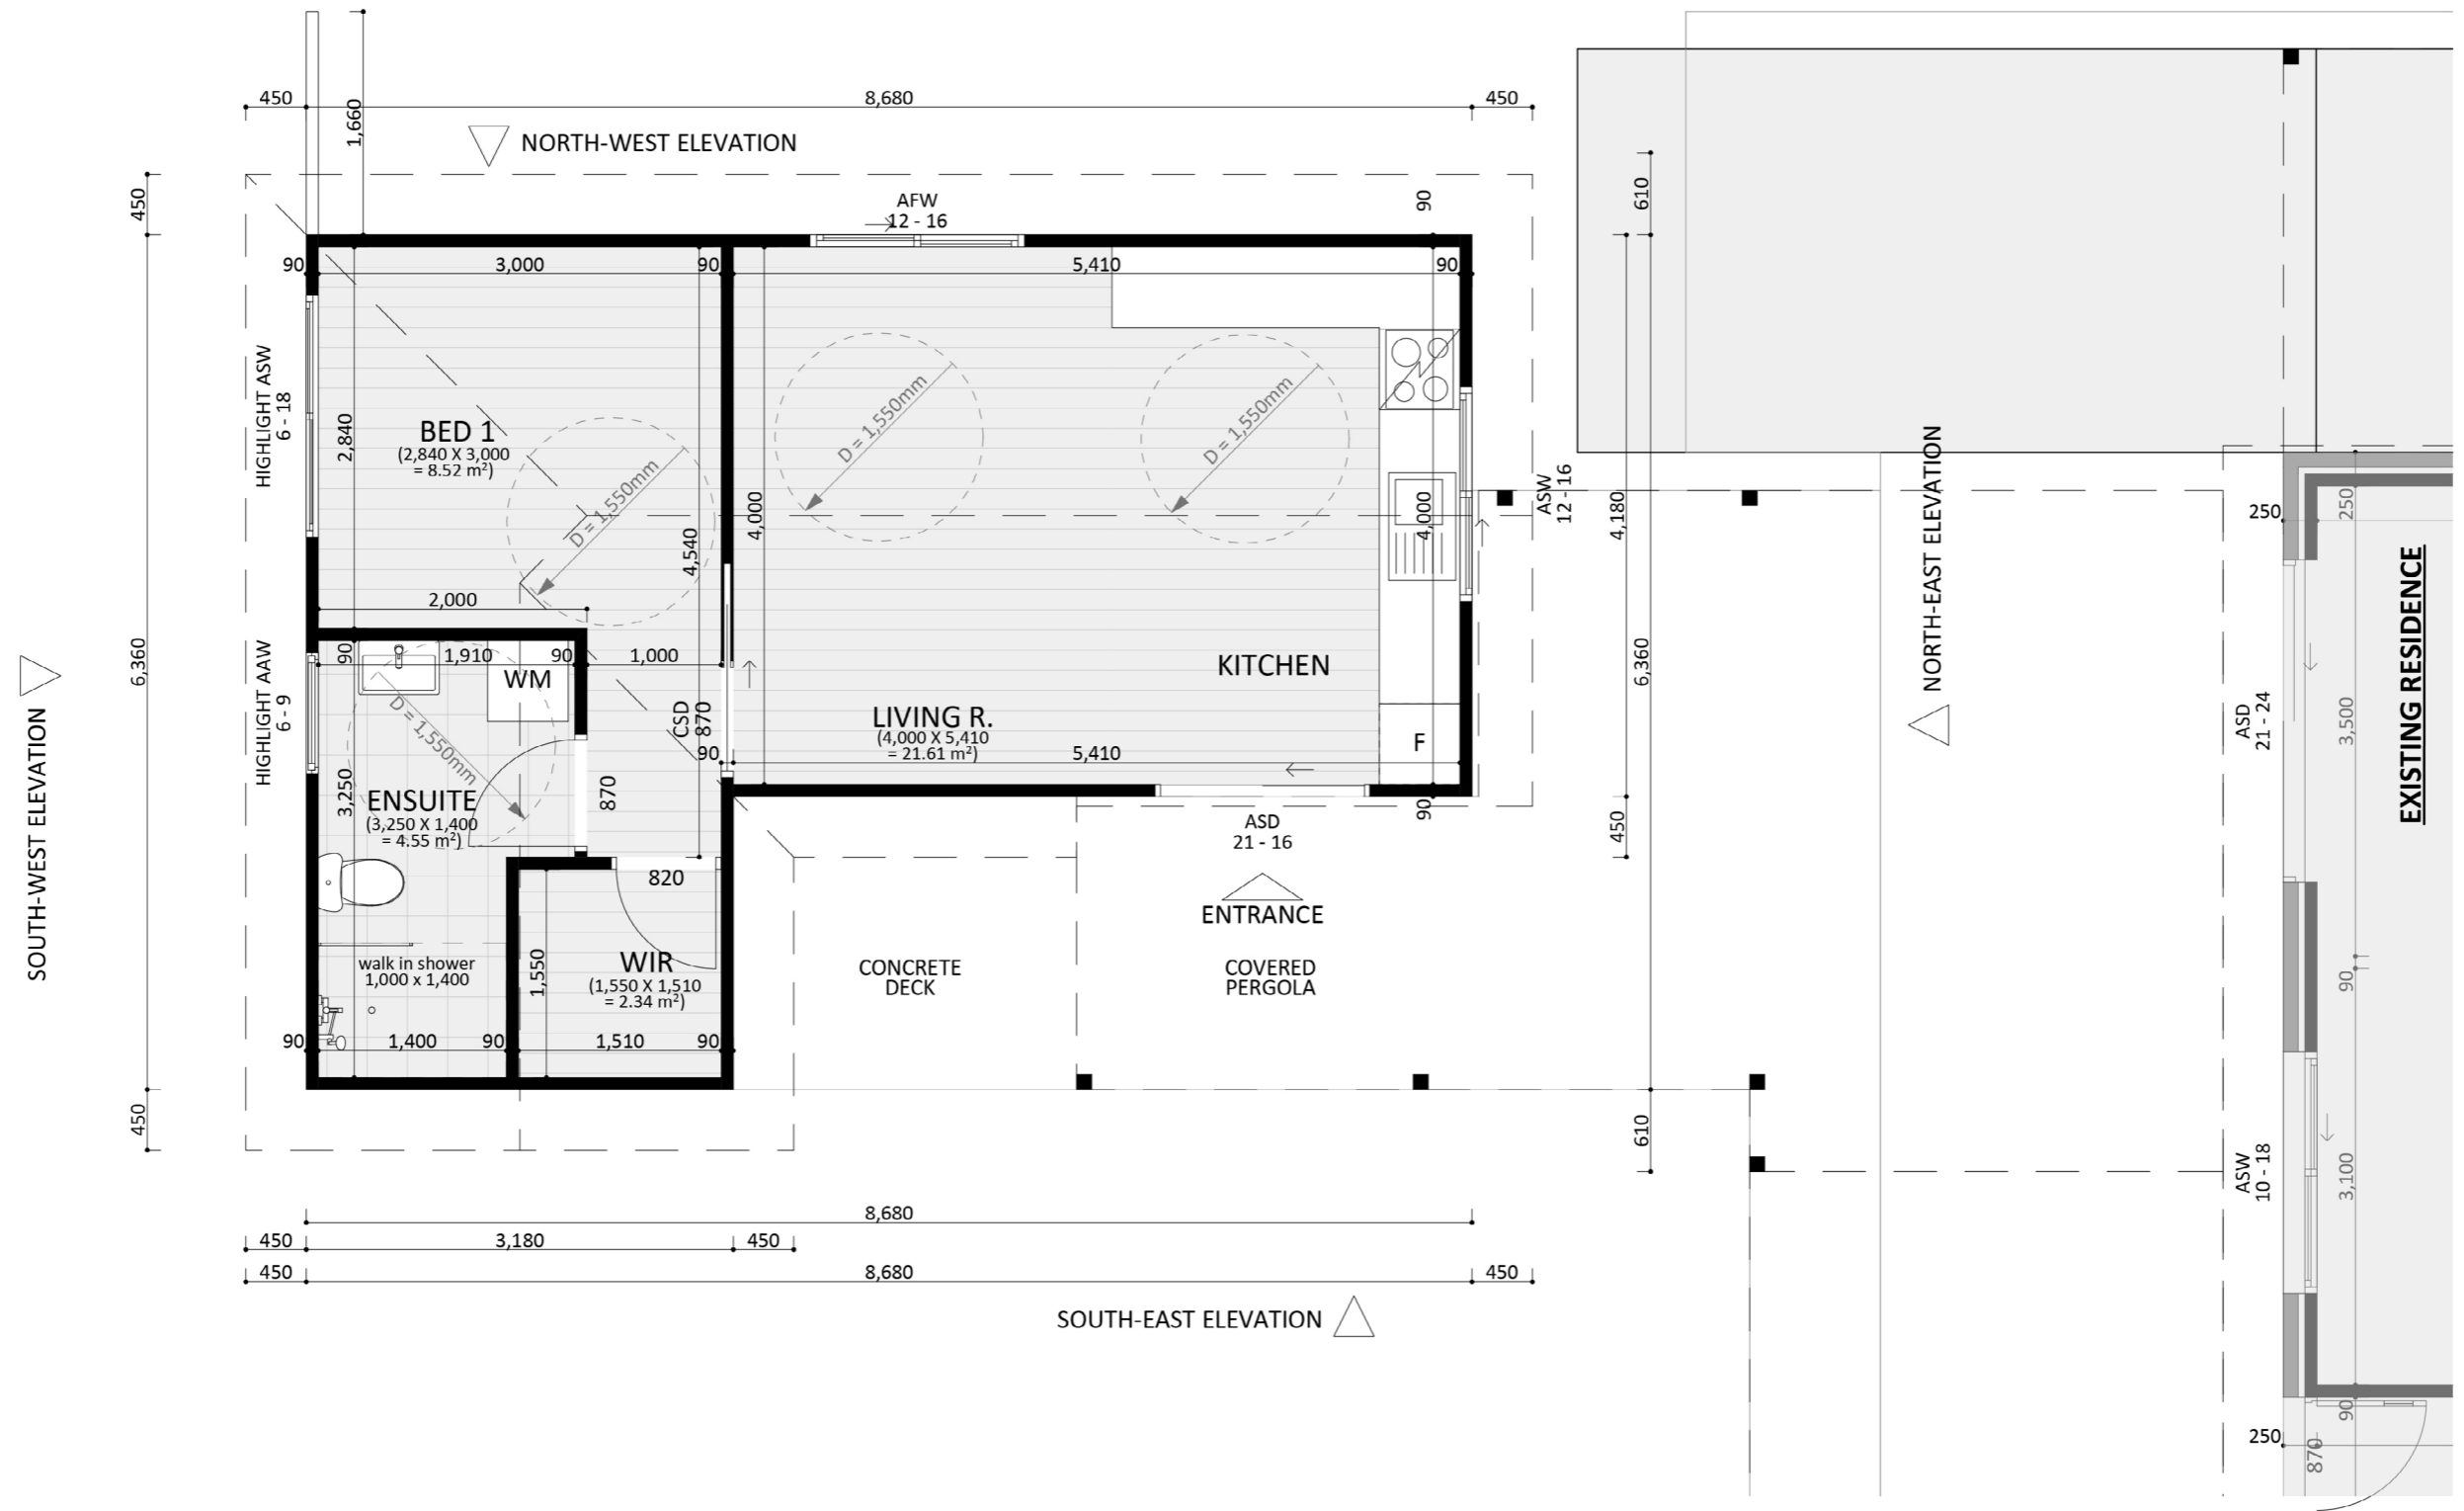 1,660
450
8,680
450
NORTH-WEST ELEVATION
450
AFW
12 - 16
90
610
90
3,000
90
5,410
90
HIGHLIGHT ASW
6 - 18
2,840
BED 1
(2,840 X 3,000
= 8.52 m²)
D = 1,550mm
D = 1,550mm
D = 1,550mm
4,540
4,000
4,000
ASW
12 - 16
4,180
NORTH-EAST ELEVATION
250
250
EXISTING RESIDENCE
2,000
6,360
HIGHLIGHT AAW
6 - 9
90
1,910
90
1,000
WM
D = 1,550mm
CSD
870
90
KITCHEN
LIVING R.
(4,000 X 5,410
= 21.61 m²)
5,410
F
6,360
ASD
21 - 24
3,500
SOUTH-WEST ELEVATION
3,250
ENSUITE
(3,250 X 1,400
= 4.55 m²)
870
90
450
ASD
21 - 16
820
ENTRANCE
walk in shower
1,000 x 1,400
1,550
WIR
(1,550 X 1,510
= 2.34 m²)
CONCRETE
DECK
COVERED
PERGOLA
90
90
1,400
90
1,510
90
450
610
ASW
10 - 18
3,100
8,680
450
3,180
450
450
8,680
450
SOUTH-EAST ELEVATION
90
250
870